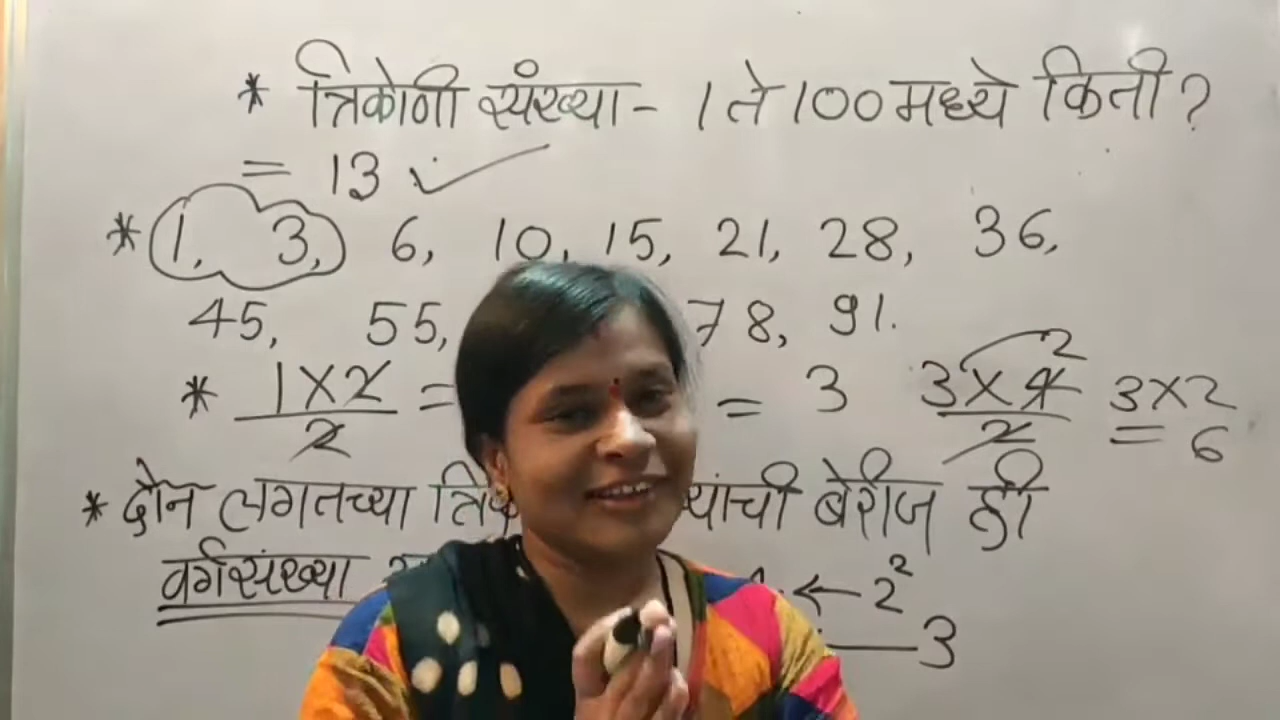 * त्रिकोणी संख्या - 1 ते 100 मध्ये किती?
= 13 ✓
* 1, 3, 6, 10, 15, 21, 28, 36,
45, 55, 78, 91.
* 1×2/2 = = 3 3×4/2 2 3×2
= 6
* दोन लगतच्या बेरीज ही
वर्गसंख्या ← 2²
3